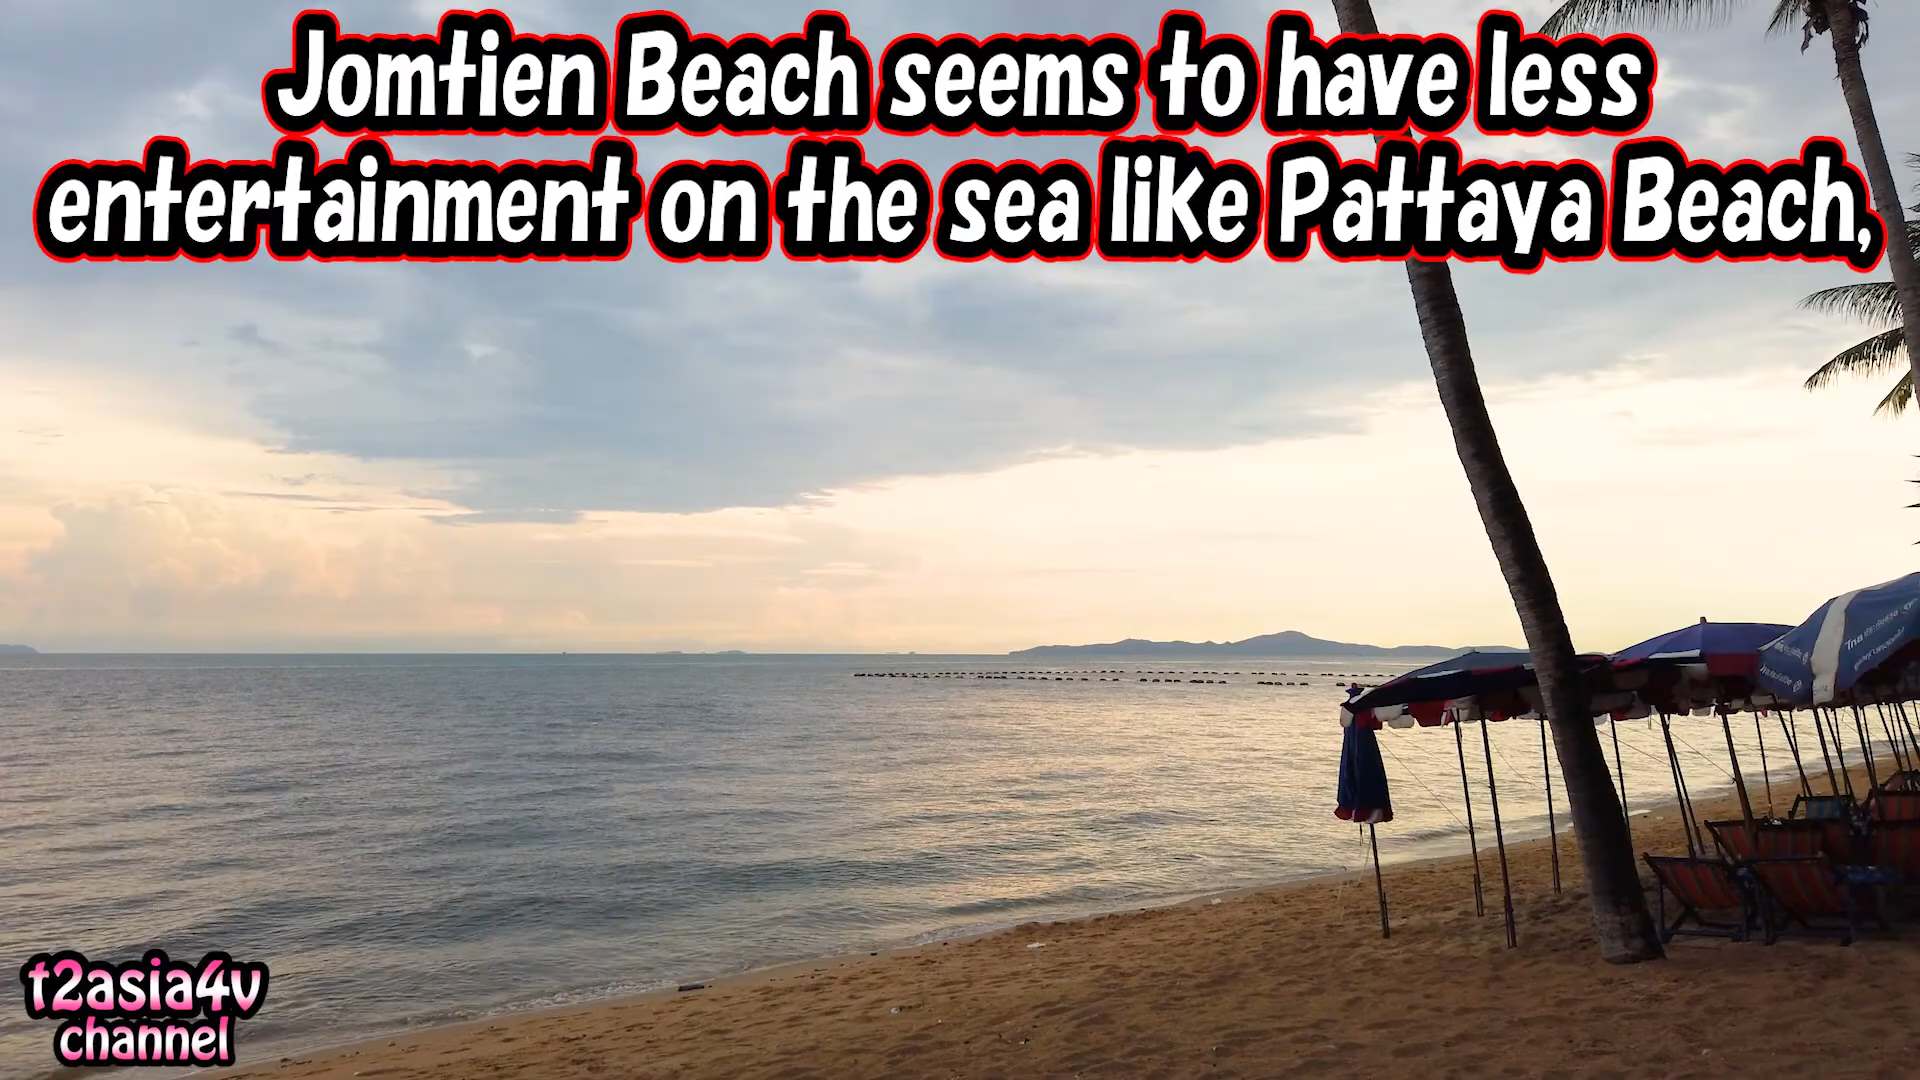 Jomtien Beach seems to have less
entertainment on the sea like Pattaya Beach,
t2asia4v
channel